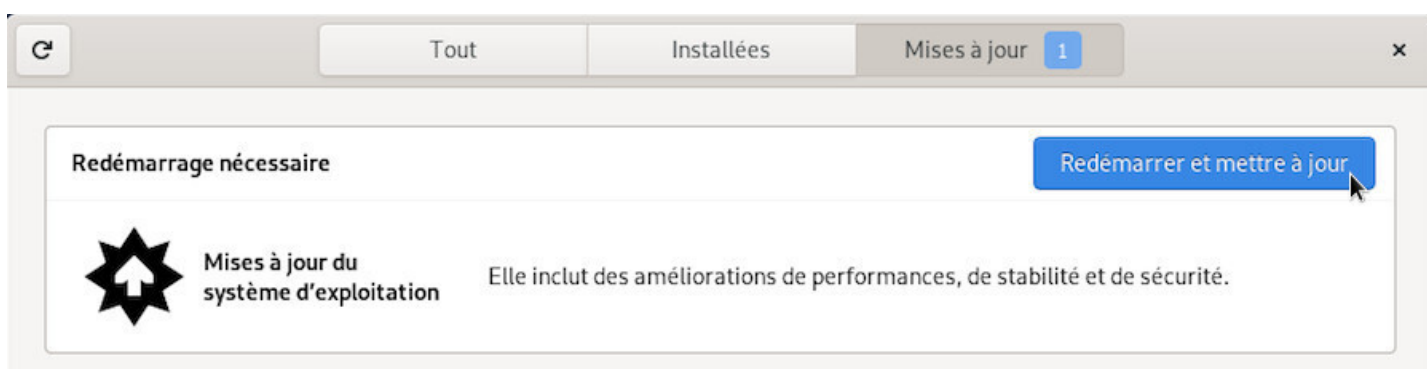 Tout Installées Mises à jour 1
Redémarrage nécessaire Redémarrer et mettre à jour
Mises à jour du
système d'exploitation
Elle inclut des améliorations de performances, de stabilité et de sécurité.